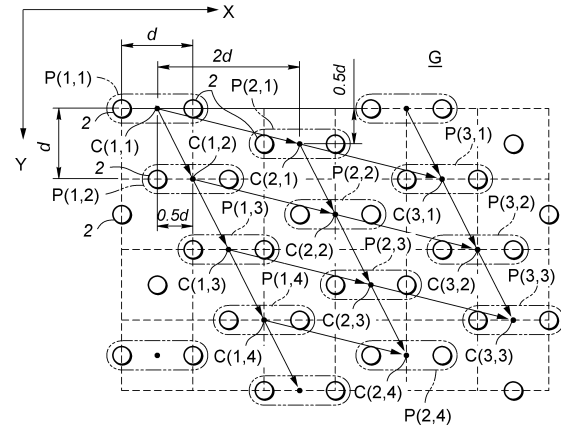 X
d
2d
0.5d
G
P(1,1)
2
P(2,1)
2
C(1,1)
d
C(1,2)
P(3,1)
Y
2
C(2,1)
P(2,2)
P(1,2)
C(3,1)
P(3,2)
2
0.5d
P(1,3)
C(2,2)
P(2,3)
C(1,3)
P(1,4)
C(3,2)
P(3,3)
C(2,3)
C(1,4)
C(3,3)
C(2,4)
P(2,4)